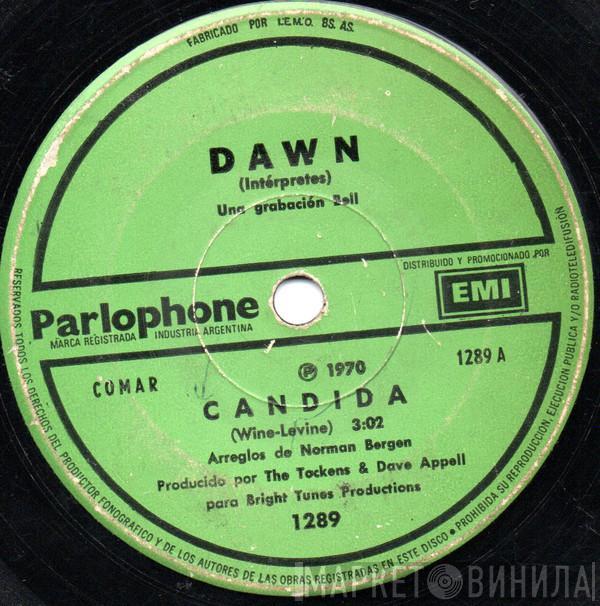 FABRICADO POR I.E.M.O. BS. AS.
DAWN
(Intérpretes)
Una grabación Bell
DISTRIBUIDO Y PROMOCIONADO POR
EMI
Parlophone
MARCA REGISTRADA INDUSTRIA ARGENTINA
℗ 1970
1289 A
COMAR
CANDIDA
(Wine-Levine) 3:02
Arreglos de Norman Bergen
Producido por The Tockens & Dave Appell
para Bright Tunes Productions
1289
RESERVADOS TODOS LOS DERECHOS DEL PRODUCTOR FONOGRAFICO Y DE LOS AUTORES DE LAS OBRAS REGISTRADAS EN ESTE DISCO • PROHIBIDA SU REPRODUCCION, EJECUCION PUBLICA Y/O RADIOTELEDIFUSIÓN
МАРКЕТ ВИНИЛА